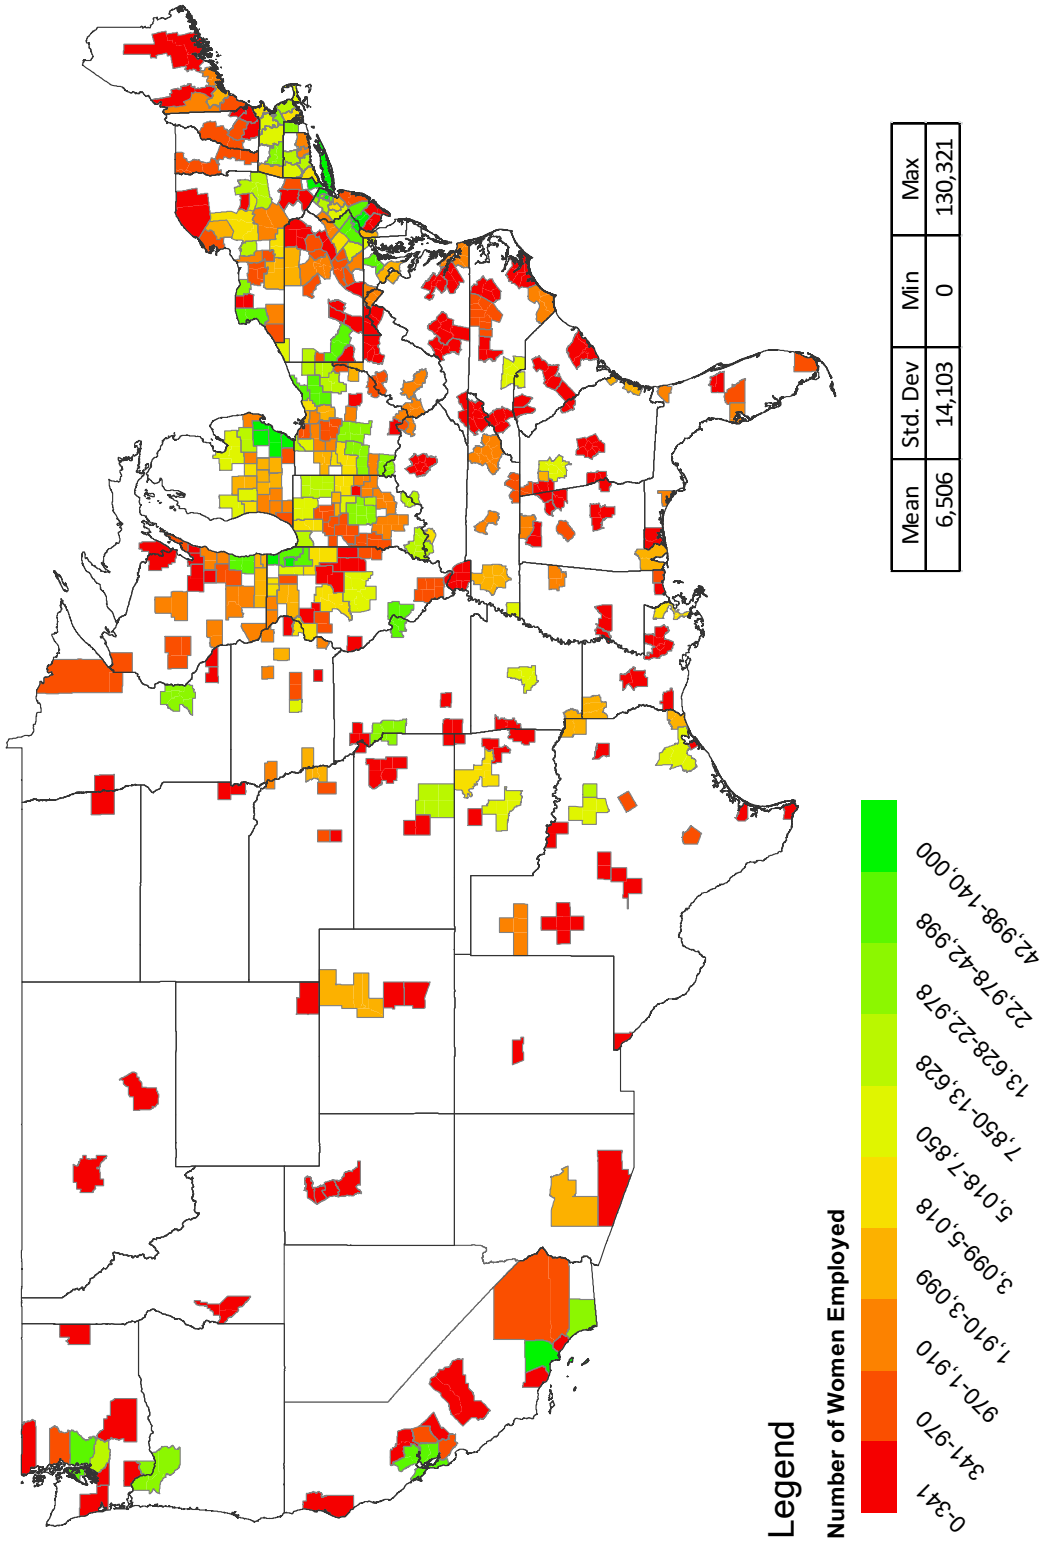 Legend
Number of Women Employed
0-341
341-970
970-1,910
1,910-3,099
3,099-5,018
5,018-7,850
7,850-13,628
13.628-22,978
22,978-42,998
42,998-140,000
Mean Std. Dev Min Max
6,506 14,103 0 130,321